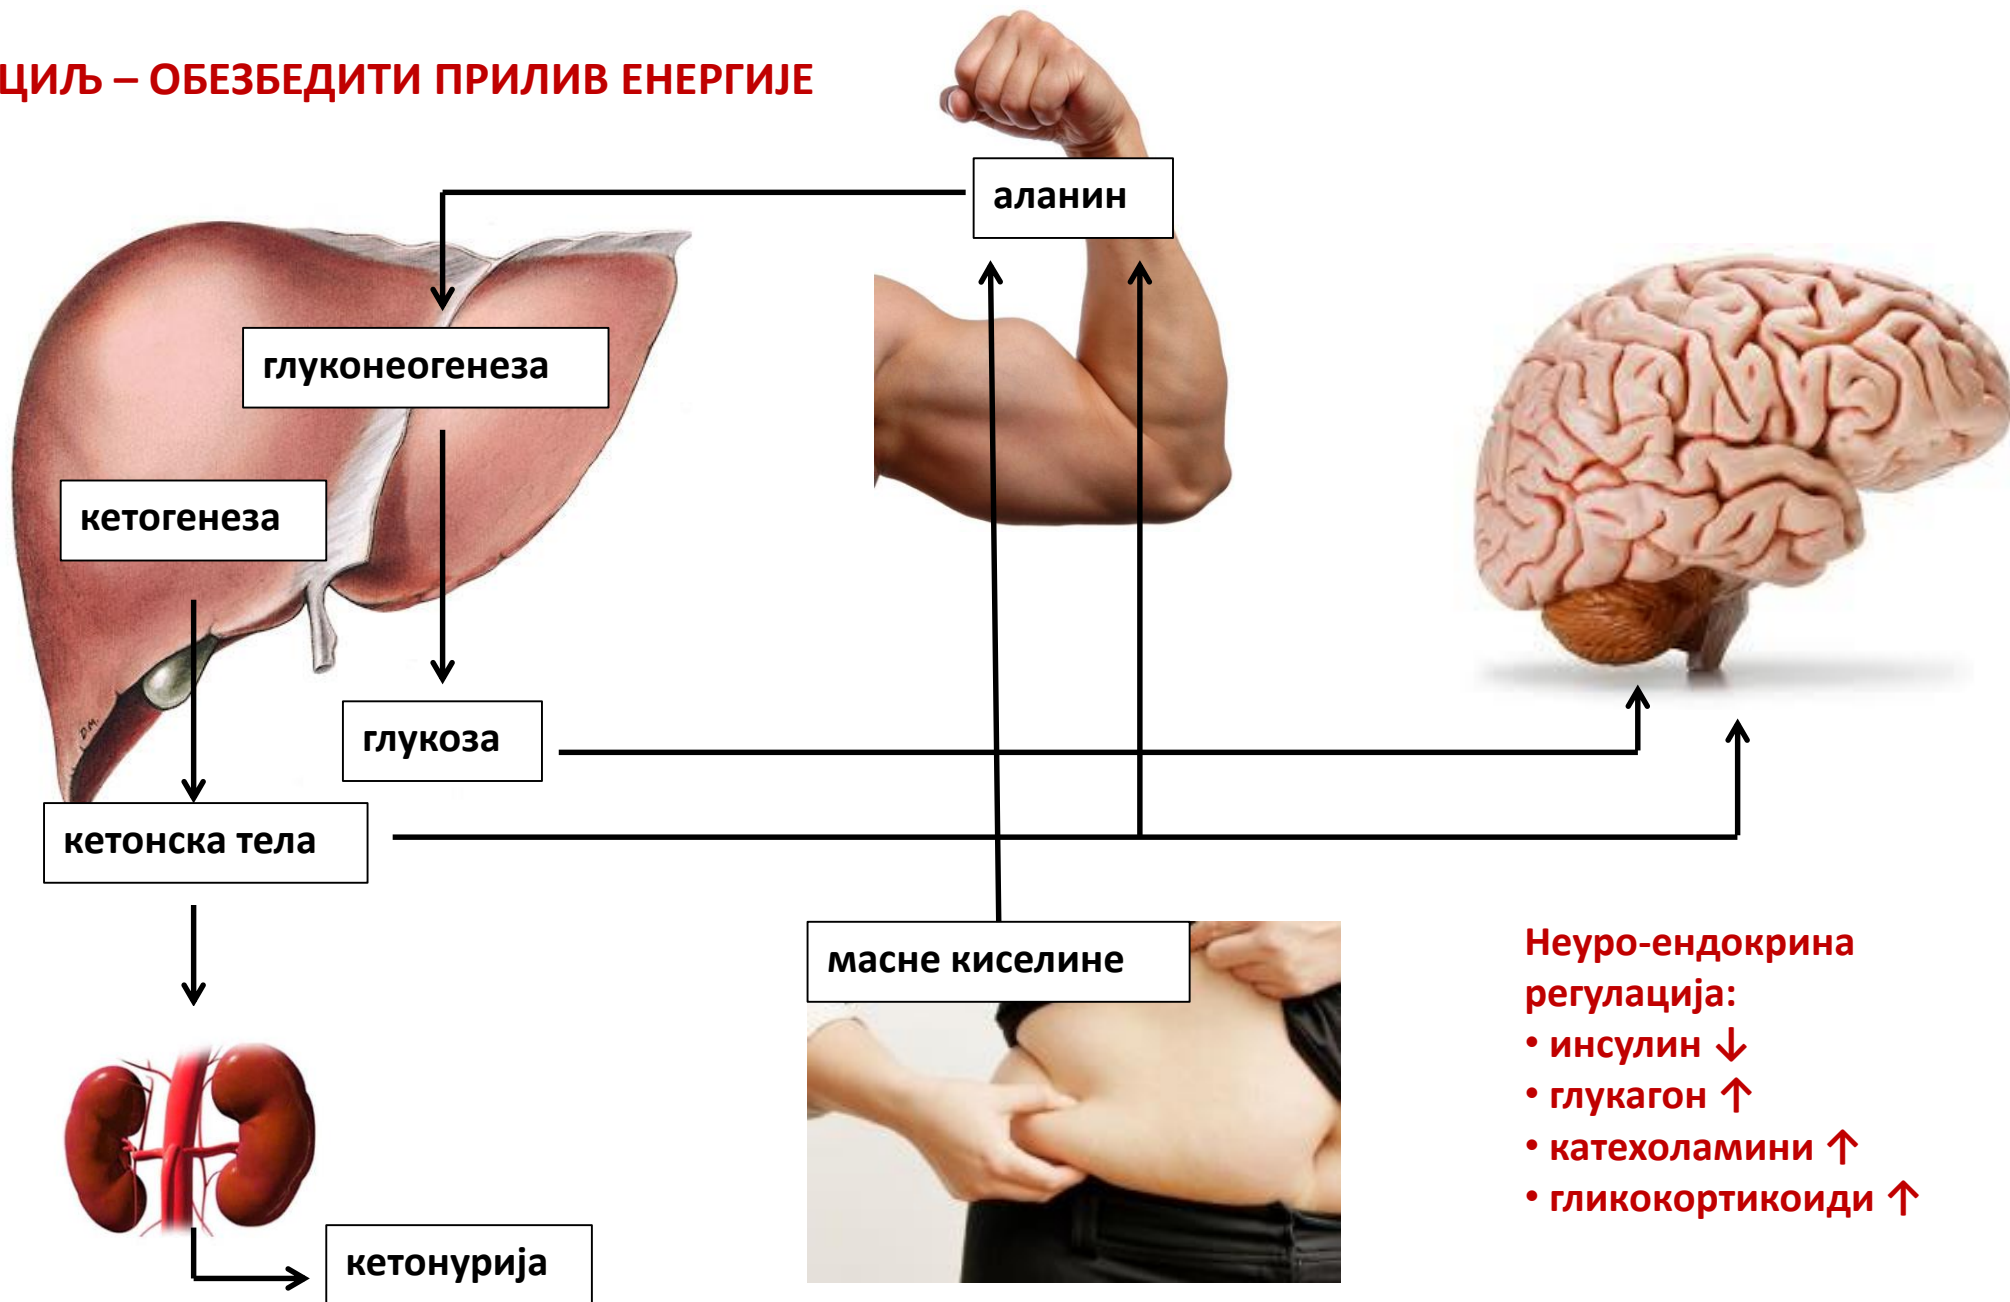 ЦИЉ – ОБЕЗБЕДИТИ ПРИЛИВ ЕНЕРГИЈЕ
аланин
глуконеогенеза
кетогенеза
глукоза
кетонска тела
масне киселине
Неуро-ендокрина
регулација:
• инсулин ↓
• глукагон ↑
• катехоламини ↑
• гликокортикоиди ↑
кетонурија
D.M.